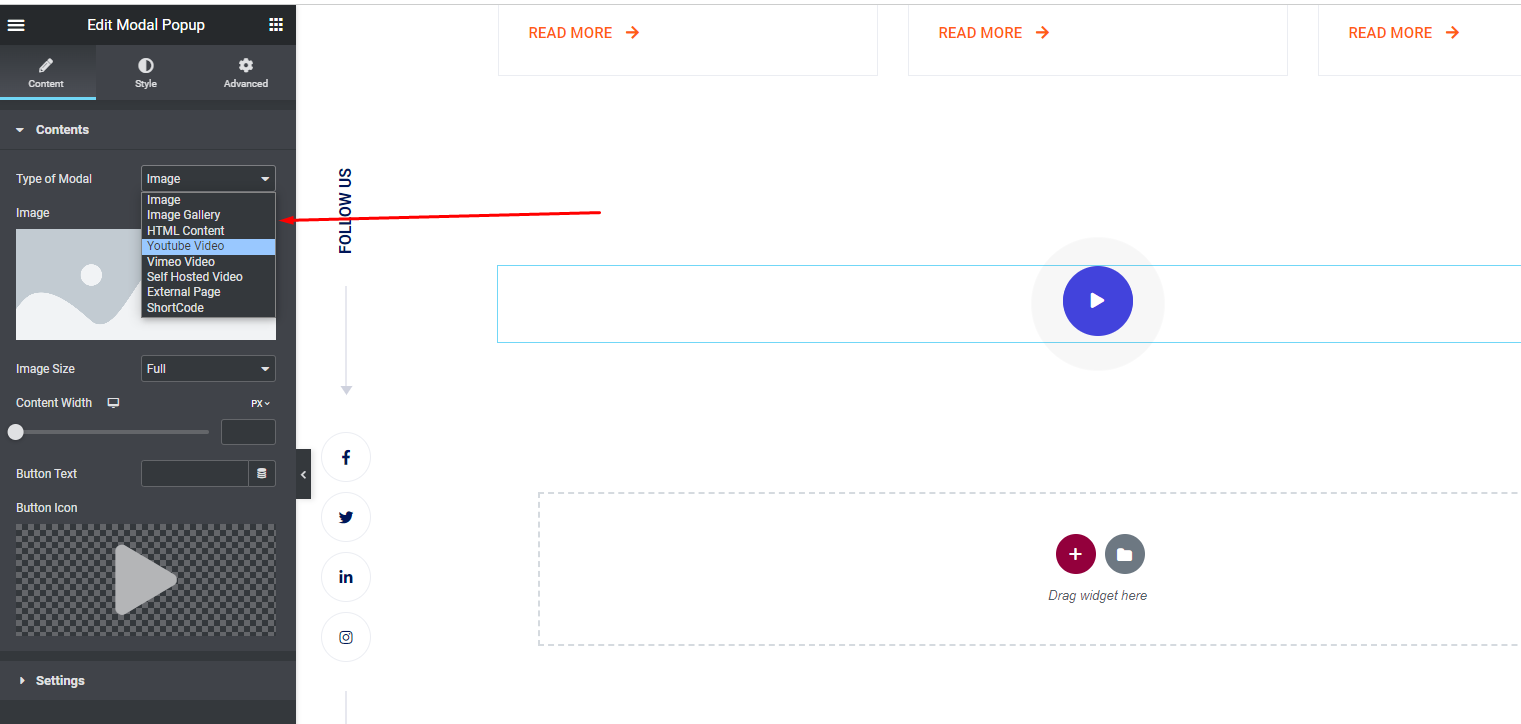 Edit Modal Popup
Content
Style
Advanced
Contents
Type of Modal
Image
Image
Image Gallery
HTML Content
Youtube Video
Vimeo Video
Self Hosted Video
External Page
ShortCode
Image
Image Size
Full
Content Width
PX
Button Text
Button Icon
Settings
READ MORE
READ MORE
READ MORE
FOLLOW US
in
Drag widget here